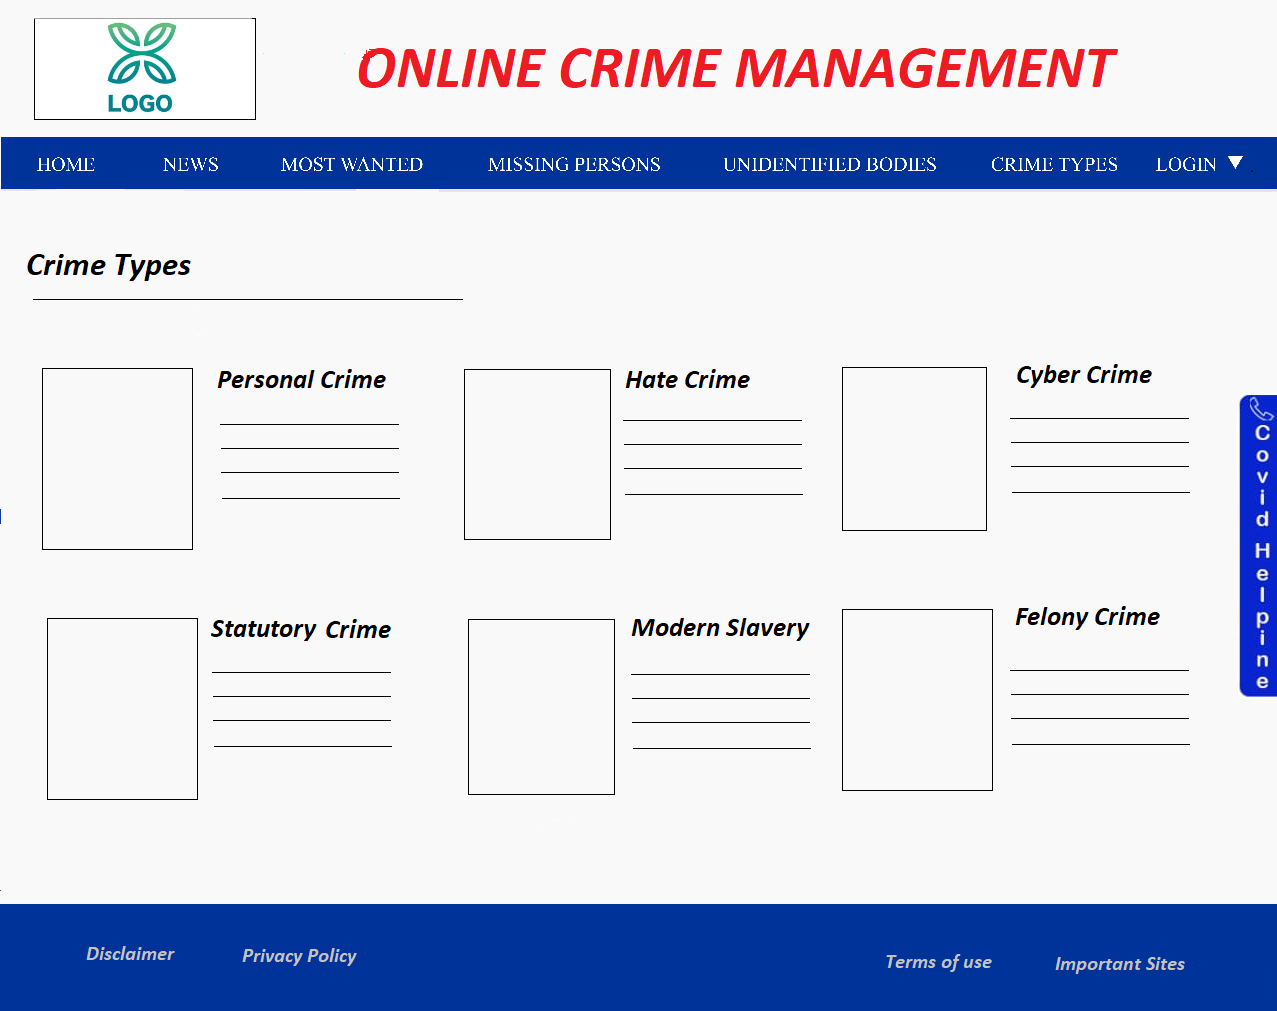 LOGO
ONLINE CRIME MANAGEMENT
HOME NEWS MOST WANTED MISSING PERSONS UNIDENTIFIED BODIES CRIME TYPES LOGIN
Crime Types
Personal Crime
Hate Crime
Cyber Crime
Statutory Crime
Modern Slavery
Felony Crime
Covid Helpine
Disclaimer Privacy Policy Terms of use Important Sites